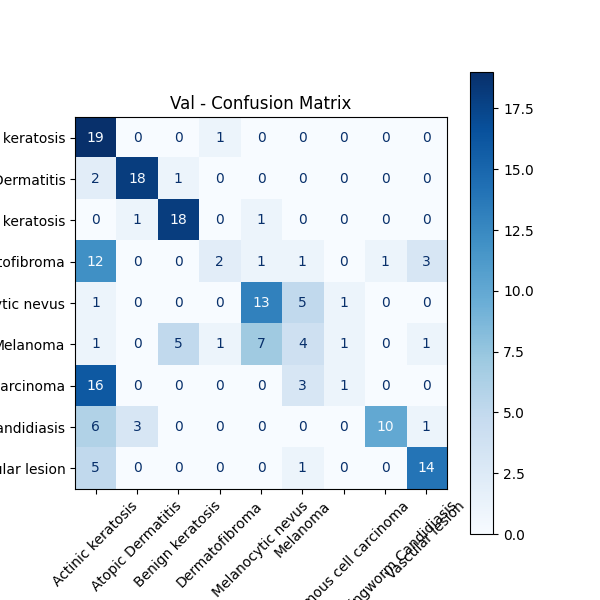 Val - Confusion Matrix
keratosis 19 0 0 1 0 0 0 0 0
Dermatitis 2 18 1 0 0 0 0 0 0
keratosis 0 1 18 0 1 0 0 0 0
tofibroma 12 0 0 2 1 1 0 1 3
ytic nevus 1 0 0 0 13 5 1 0 0
Melanoma 1 0 5 1 7 4 1 0 1
arcinoma 16 0 0 0 0 3 1 0 0
andidiasis 6 3 0 0 0 0 0 10 1
ular lesion 5 0 0 0 0 1 0 0 14
Actinic keratosis
Atopic Dermatitis
Benign keratosis
Dermatofibroma
Melanocytic nevus
Melanoma
mous cell carcinoma
ngworm Candidiasis
Vascular lesion
17.5
15.0
12.5
10.0
7.5
5.0
2.5
0.0